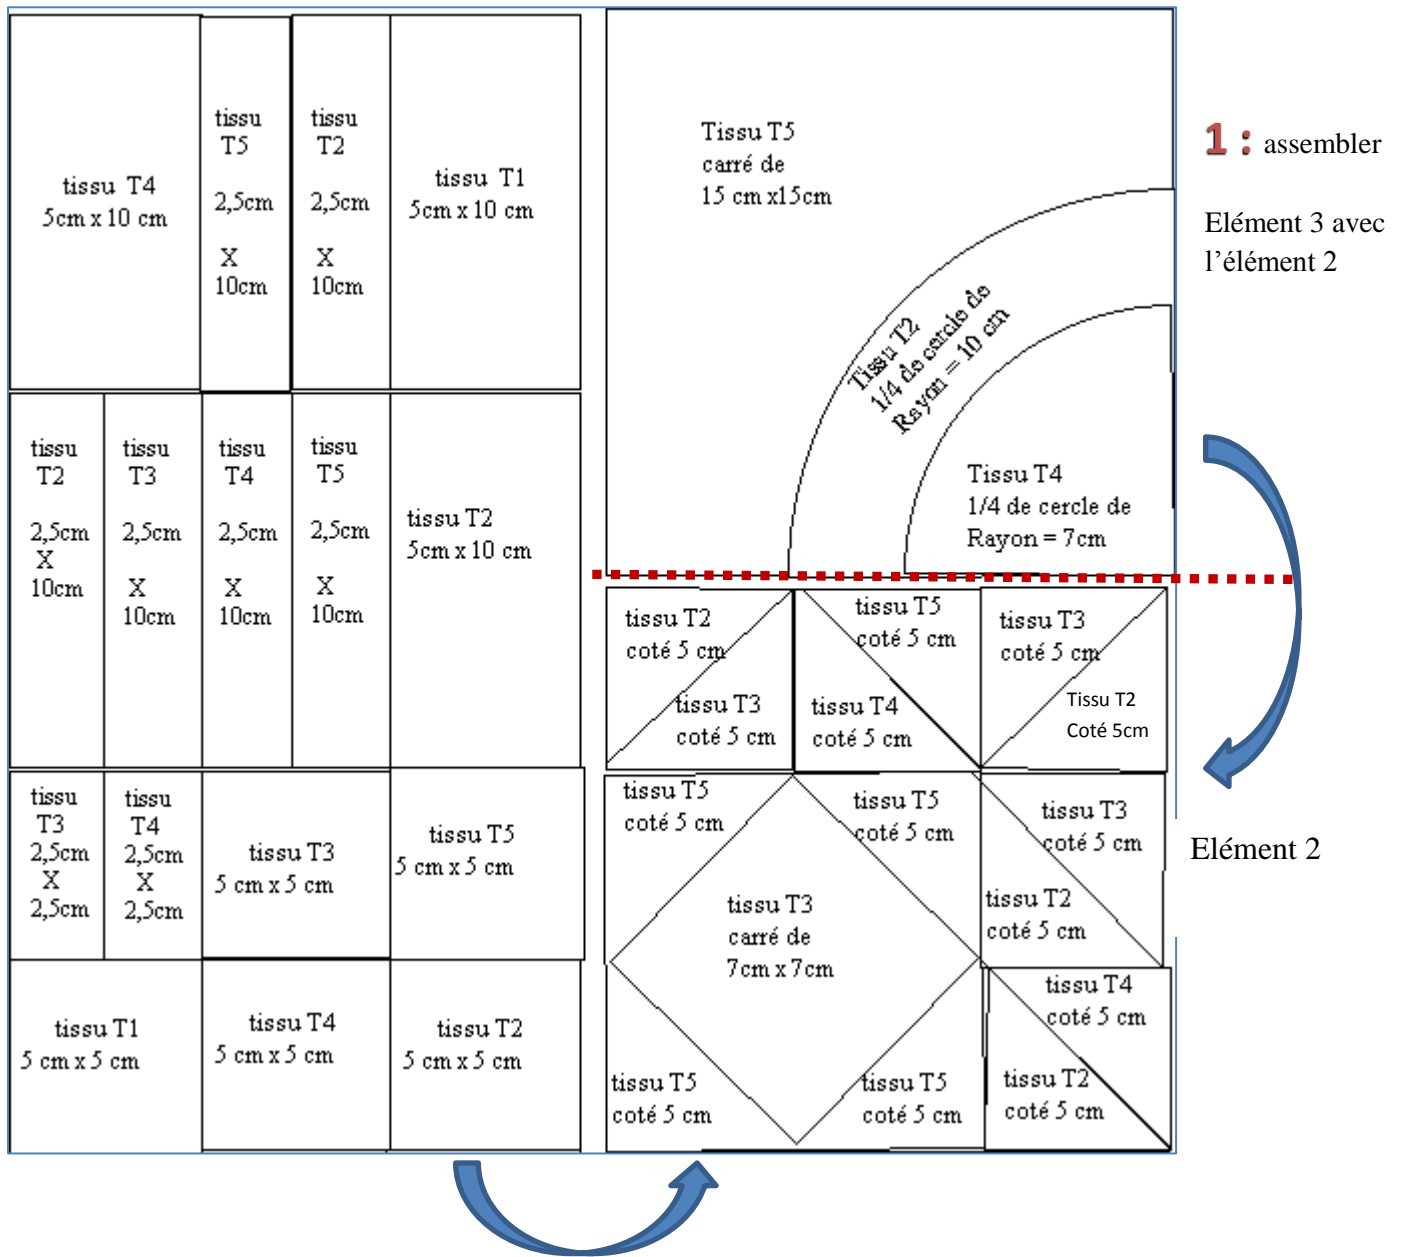 tissu T4
5cm x 10 cm
tissu
T5
2,5cm
X
10cm
tissu
T2
2,5cm
X
10cm
tissu T1
5cm x 10 cm
tissu
T2
2,5cm
X
10cm
tissu
T3
2,5cm
X
10cm
tissu
T4
2,5cm
X
10cm
tissu
T5
2,5cm
X
10cm
tissu T2
5cm x 10 cm
tissu
T3
2,5cm
X
2,5cm
tissu
T4
2,5cm
X
2,5cm
tissu T3
5 cm x 5 cm
tissu T5
5 cm x 5 cm
tissu T1
5 cm x 5 cm
tissu T4
5 cm x 5 cm
tissu T2
5 cm x 5 cm
Tissu T5
carré de
15 cm x15cm
Tissu T2
1/4 de cercle de
Rayon = 10 cm
Tissu T4
1/4 de cercle de
Rayon = 7cm
tissu T2
coté 5 cm
tissu T3
coté 5 cm
tissu T5
coté 5 cm
tissu T4
coté 5 cm
tissu T3
coté 5 cm
Tissu T2
Coté 5cm
tissu T5
coté 5 cm
tissu T5
coté 5 cm
tissu T3
carré de
7cm x 7cm
tissu T5
coté 5 cm
tissu T5
coté 5 cm
tissu T3
coté 5 cm
tissu T2
coté 5 cm
tissu T4
coté 5 cm
tissu T2
coté 5 cm
1 : assembler
Elément 3 avec
l’élément 2
Elément 2